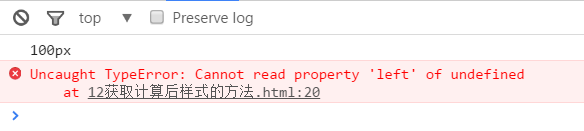 top Preserve log
100px
Uncaught TypeError: Cannot read property 'left' of undefined
at 12获取计算后样式的方法.html:20